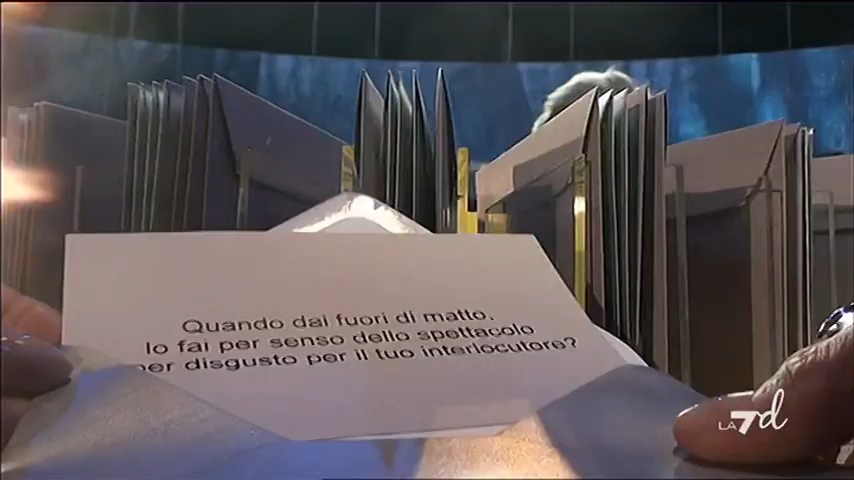 Quando dai fuori di matto,
lo fai per senso dello spettacolo
per disgusto per il tuo interlocutore?
LA7d